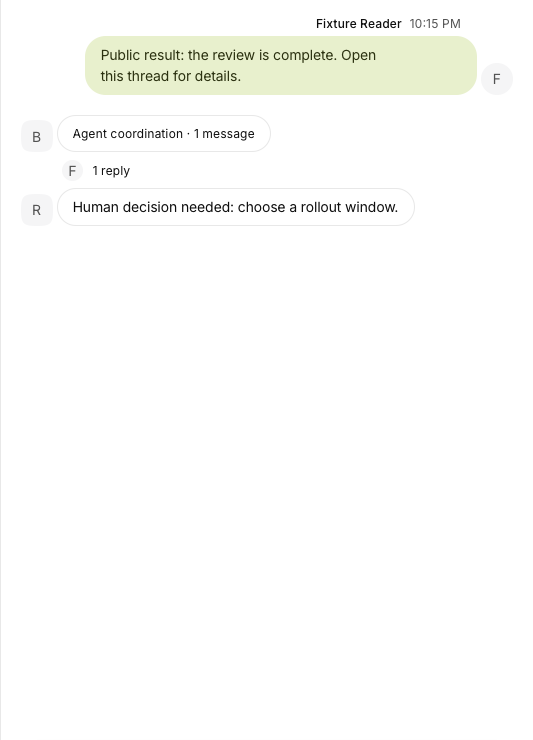 Fixture Reader 10:15 PM
Public result: the review is complete. Open
this thread for details.
F
B
Agent coordination · 1 message
F 1 reply
R
Human decision needed: choose a rollout window.